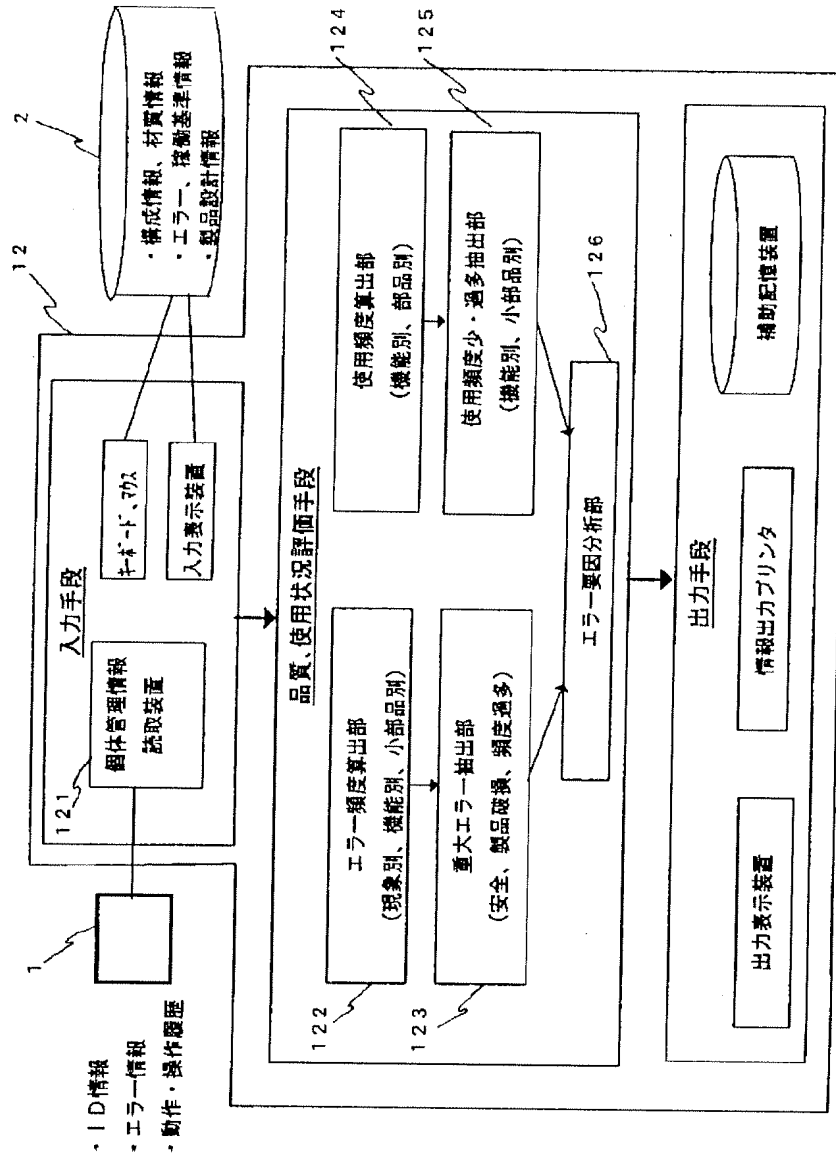 ・ID情報
・エラー情報
・動作・操作履歴
1
121
個体管理情報
読取装置
入力手段
キーボード、マウス
入力表示装置
12
2
・構成情報、材質情報
・エラー、稼働基準情報
・製品設計情報
品質、使用状況評価手段
122
エラー頻度算出部
(現象別、機能別、小部品別)
123
重大エラー抽出部
(安全、製品破損、頻度過多)
使用頻度算出部
(機能別、部品別)
124
使用頻度少・過多抽出部
(機能別、小部品別)
125
エラー要因分析部
126
出力手段
出力表示装置
情報出力プリンタ
補助記憶装置